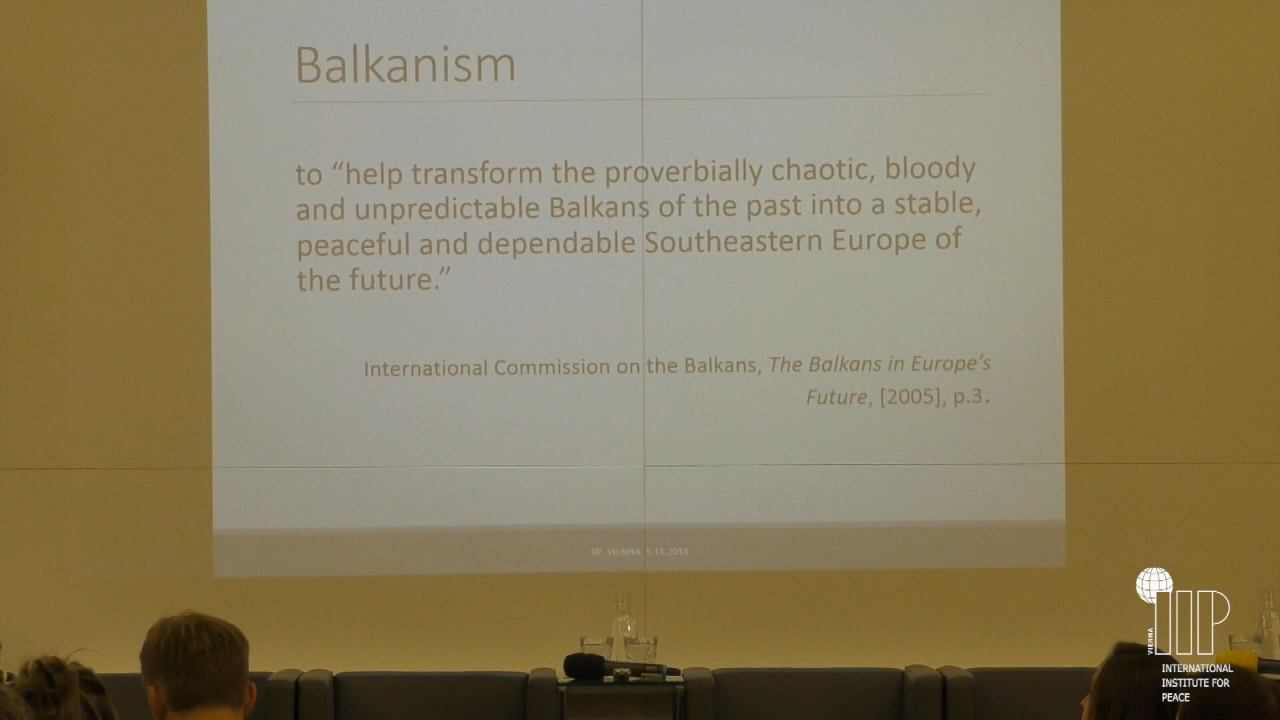 Balkanism
to “help transform the proverbially chaotic, bloody
and unpredictable Balkans of the past into a stable,
peaceful and dependable Southeastern Europe of
the future.”
International Commission on the Balkans, The Balkans in Europe’s
Future, [2005], p.3.
IIP_VIENNA_5.11.2018
VIENNA
IIP
INTERNATIONAL
INSTITUTE FOR
PEACE